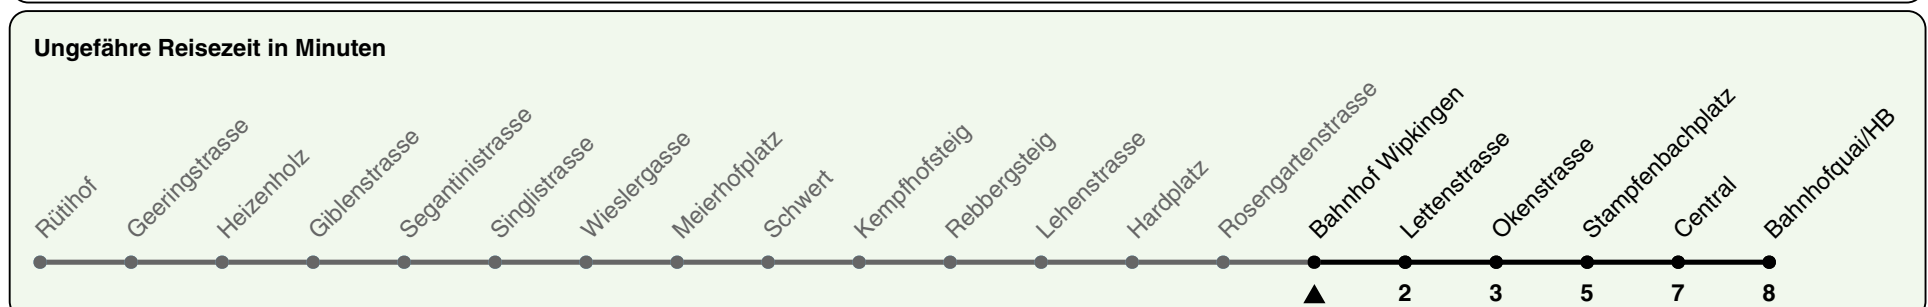 Ungefähre Reisezeit in Minuten
Rütihof
Geeringstrasse
Heizenholz
Giblenstrasse
Segantinistrasse
Singlistrasse
Wieslergasse
Meierhofplatz
Schwert
Kempfhofsteig
Rebbergsteig
Lehenstrasse
Hardplatz
Rosengartenstrasse
Bahnhof Wipkingen
Lettenstrasse
Okenstrasse
Stampfenbachplatz
Central
Bahnhofquai/HB
2 3 5 7 8